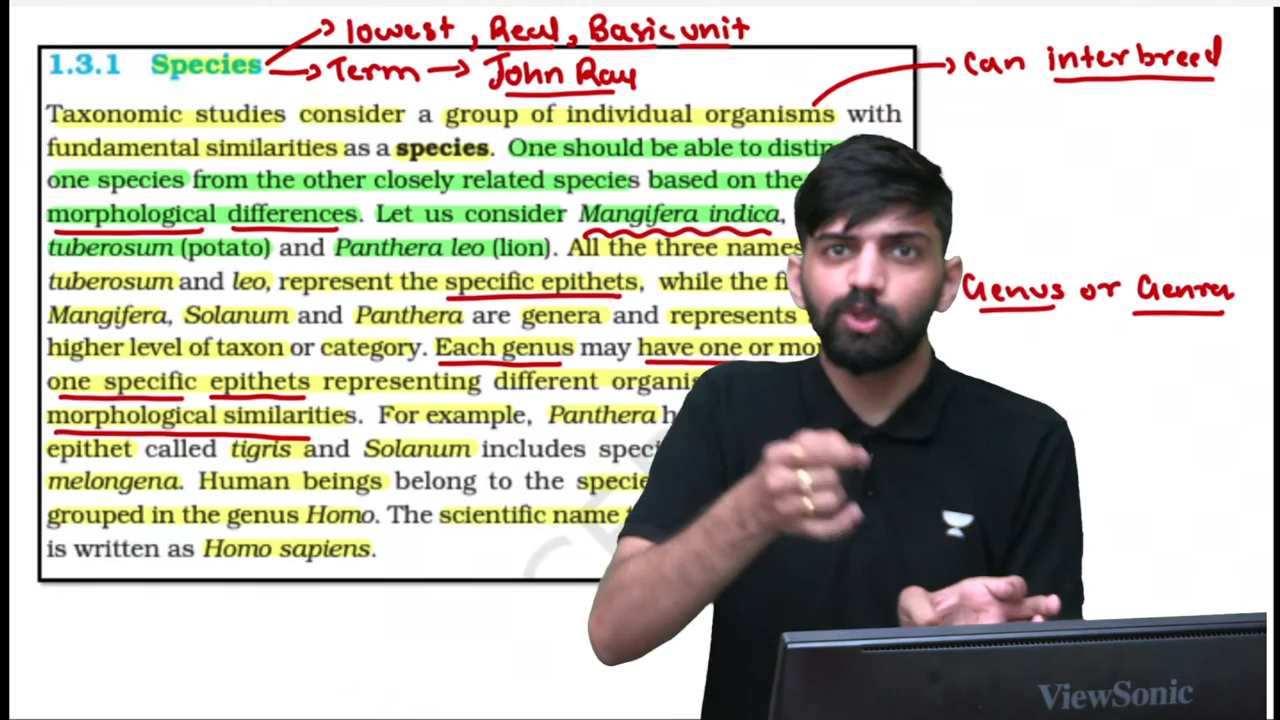 lowest, Real, Basic unit
1.3.1 Species
Term → John Ray
can interbreed
Taxonomic studies consider a group of individual organisms with
fundamental similarities as a species. One should be able to
one species from the other closely related species based on the
morphological differences. Let us consider Mangifera indica,
tuberosum (potato) and Panthera leo (lion). All the three names
tuberosum and leo, represent the specific epithets, while the
Genus or Genra
Mangifera, Solanum and Panthera are genera and represents
higher level of taxon or category. Each genus may have one or
one specific epithets representing different
morphological similarities. For example, Panthera
epithet called tigris and Solanum includes
melongena. Human beings belong to the
grouped in the genus Homo. The scientific name
is written as Homo sapiens.
ViewSonic